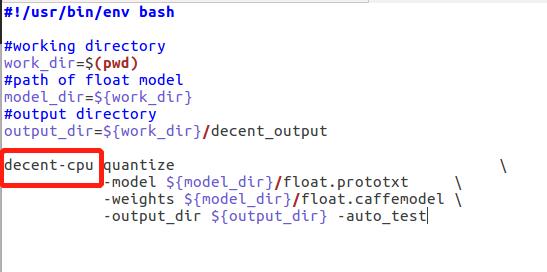 #!/usr/bin/env bash
#working directory
work_dir=$(pwd)
#path of float model
model_dir=${work_dir}
#output directory
output_dir=${work_dir}/decent_output
decent-cpu quantize \
-model ${model_dir}/float.prototxt \
-weights ${model_dir}/float.caffemodel \
-output_dir ${output_dir} -auto_test